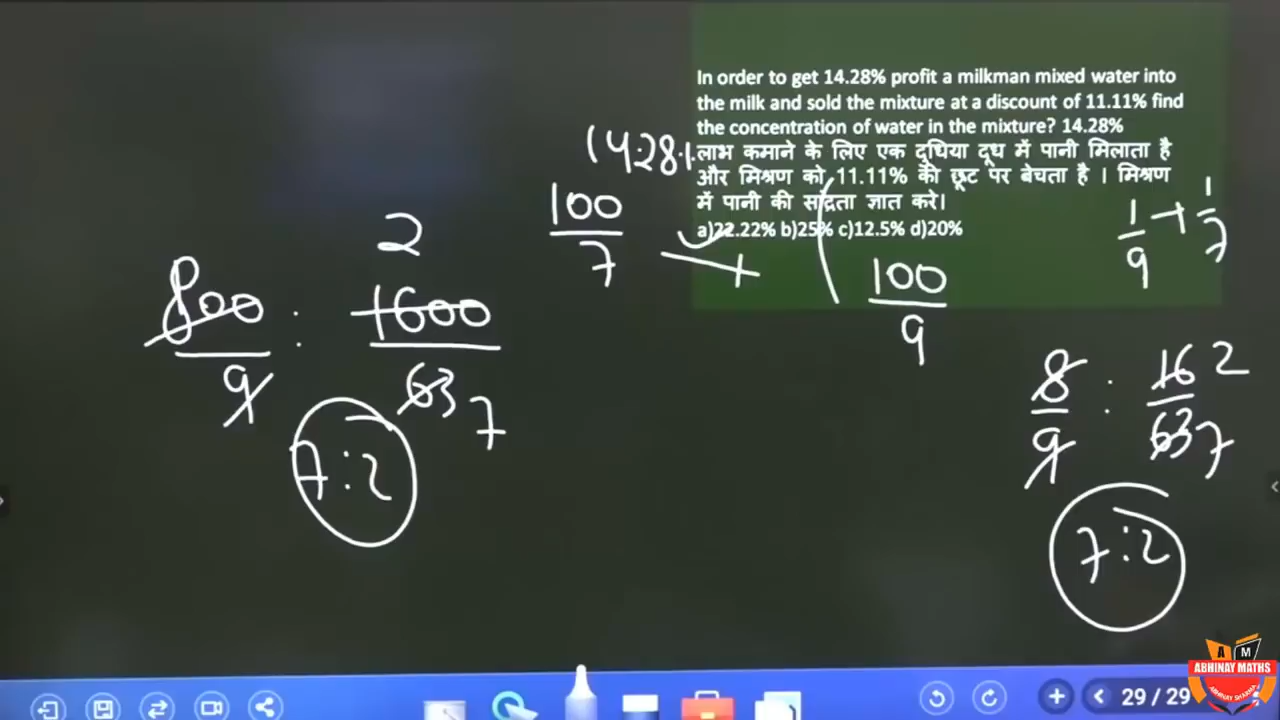 In order to get 14.28% profit a milkman mixed water into
the milk and sold the mixture at a discount of 11.11% find
the concentration of water in the mixture? 14.28%
लाभ कमाने के लिए एक दुधिया दूध में पानी मिलाता है
और मिश्रण को 11.11% की छूट पर बेचता है । मिश्रण
में पानी की सांद्रता ज्ञात करे।
a)22.22% b)25% c)12.5% d)20%
14.28%
100
7
+
100
9
1/9 + 1/7
2
800 : 1600
9 63 7
7:2
8 : 16 2
9 63 7
7:2
29 / 29
A M
ABHINAY MATHS
ABHINAY SHARMA